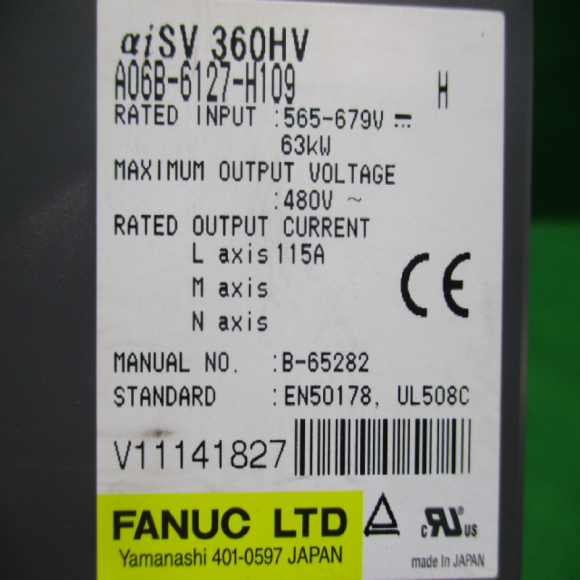 αiSV 360HV
A06B-6127-H109 H
RATED INPUT :565-679V ⎓
63kW
MAXIMUM OUTPUT VOLTAGE
:480V ~
RATED OUTPUT CURRENT
L axis 115A
M axis
N axis
CE
MANUAL NO. :B-65282
STANDARD :EN50178, UL508C
V11141827
FANUC LTD
Yamanashi 401-0597 JAPAN
c RU US
made in JAPAN